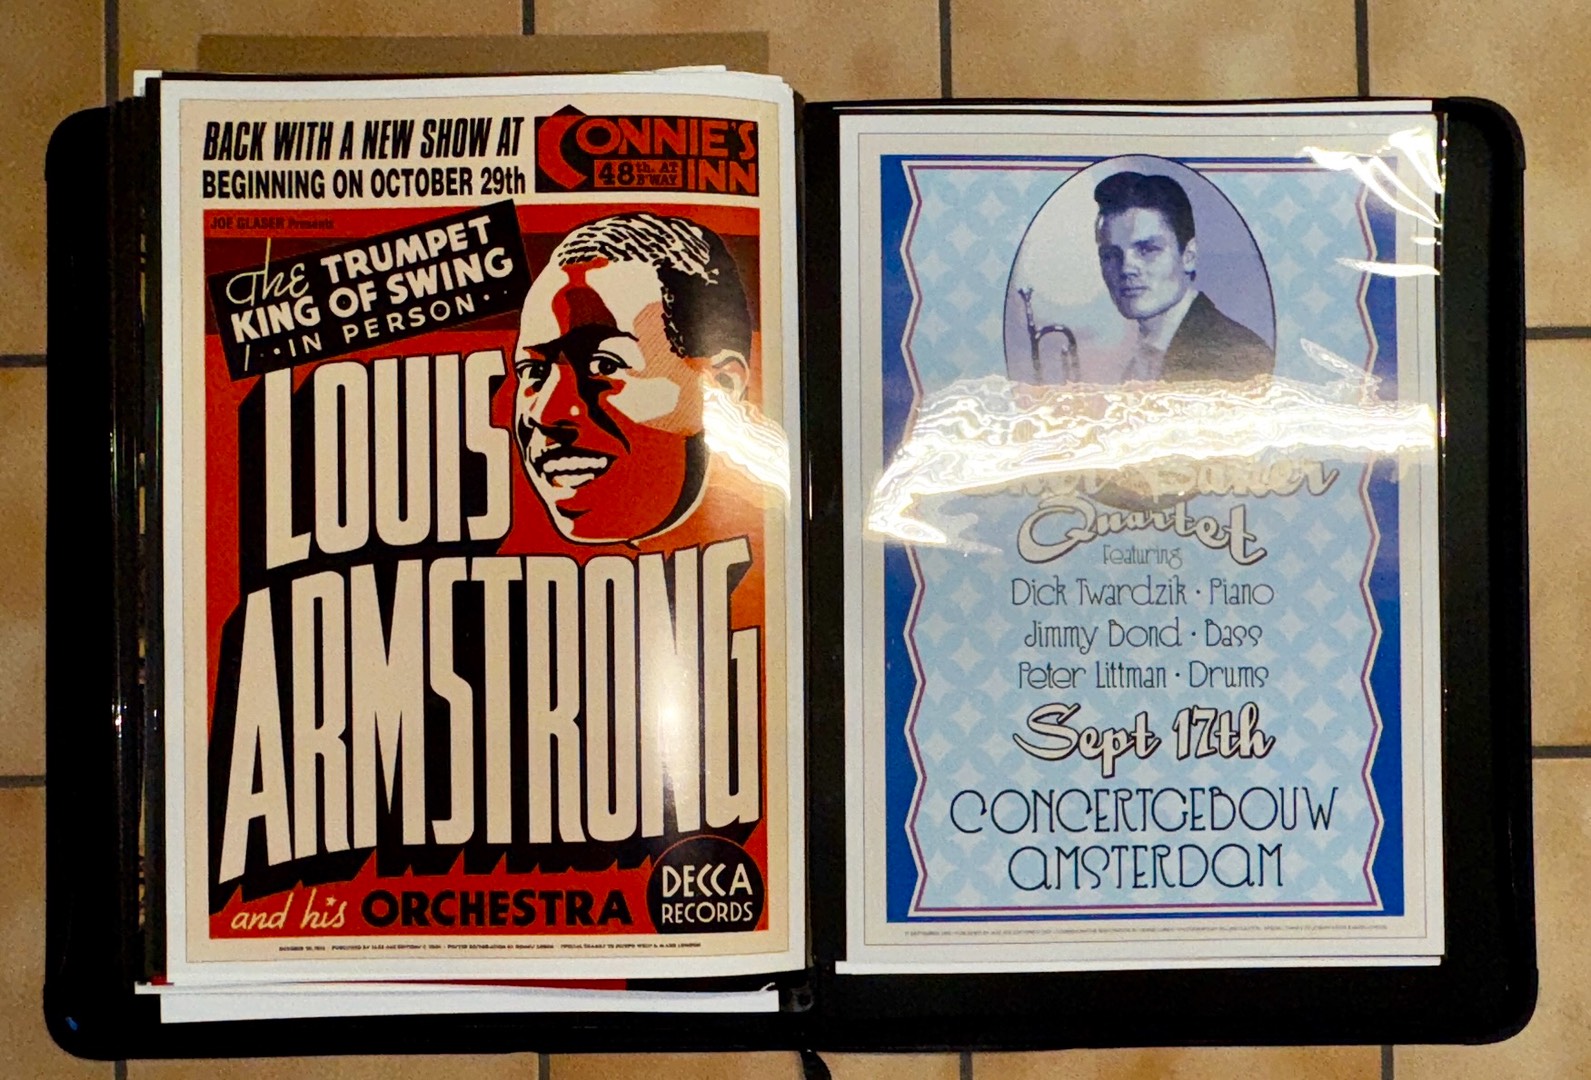 BACK WITH A NEW SHOW AT
BEGINNING ON OCTOBER 29th
CONNIE'S
48th. AT B'WAY
INN
JOE GLASER Presents
The TRUMPET
KING OF SWING
IN PERSON
LOUIS
ARMSTRONG
and his ORCHESTRA
DECCA
RECORDS
Baker
Quartet
Featuring
Dick Twardzik · Piano
Jimmy Bond · Bass
Peter Littman · Drums
Sept 17th
CONCERTGEBOUW
AMSTERDAM